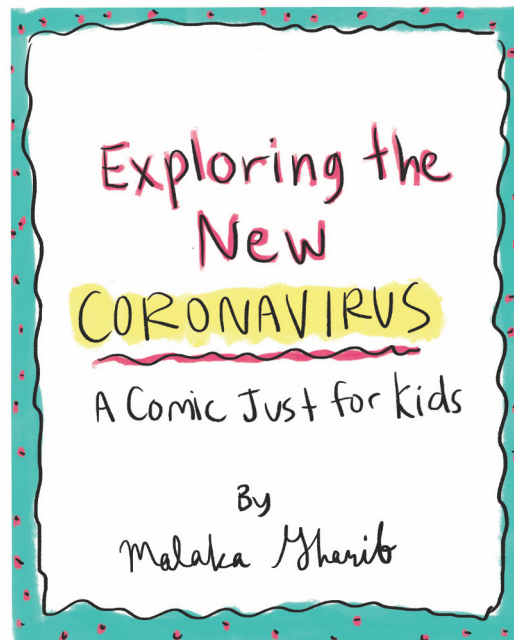 Exploring the
New
CORONAVIRUS
A Comic Just for Kids
By
Malaka Gharib